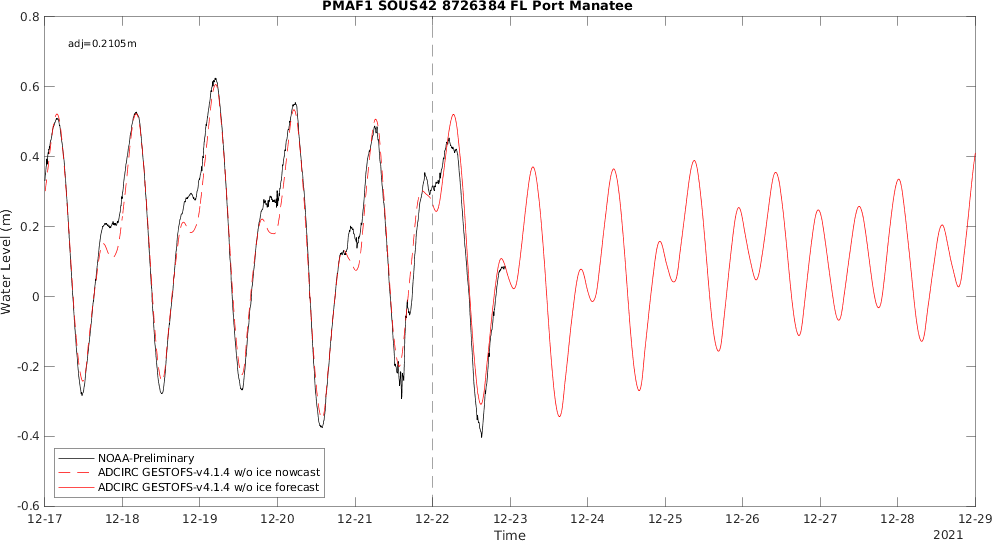 PMAF1 SOUS42 8726384 FL Port Manatee
adj=0.2105m
0.8
0.6
0.4
0.2
0
-0.2
-0.4
-0.6
Water Level (m)
NOAA-Preliminary
ADCIRC GESTOFS-v4.1.4 w/o ice nowcast
ADCIRC GESTOFS-v4.1.4 w/o ice forecast
12-17 12-18 12-19 12-20 12-21 12-22 12-23 12-24 12-25 12-26 12-27 12-28 12-29
Time
2021